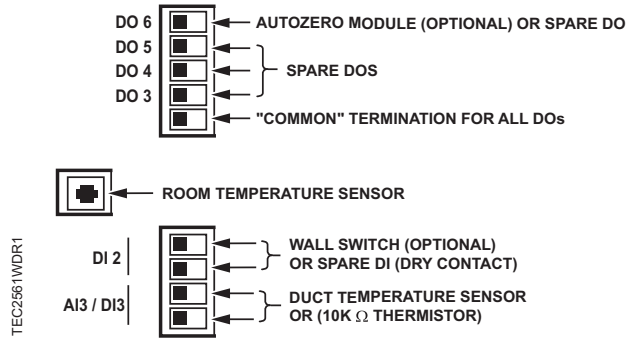 DO 6
AUTOZERO MODULE (OPTIONAL) OR SPARE DO
DO 5
DO 4
SPARE DOS
DO 3
"COMMON" TERMINATION FOR ALL DOs
ROOM TEMPERATURE SENSOR
DI 2
WALL SWITCH (OPTIONAL)
OR SPARE DI (DRY CONTACT)
AI3 / DI3
DUCT TEMPERATURE SENSOR
OR (10K Ω THERMISTOR)
TEC2561WDR1